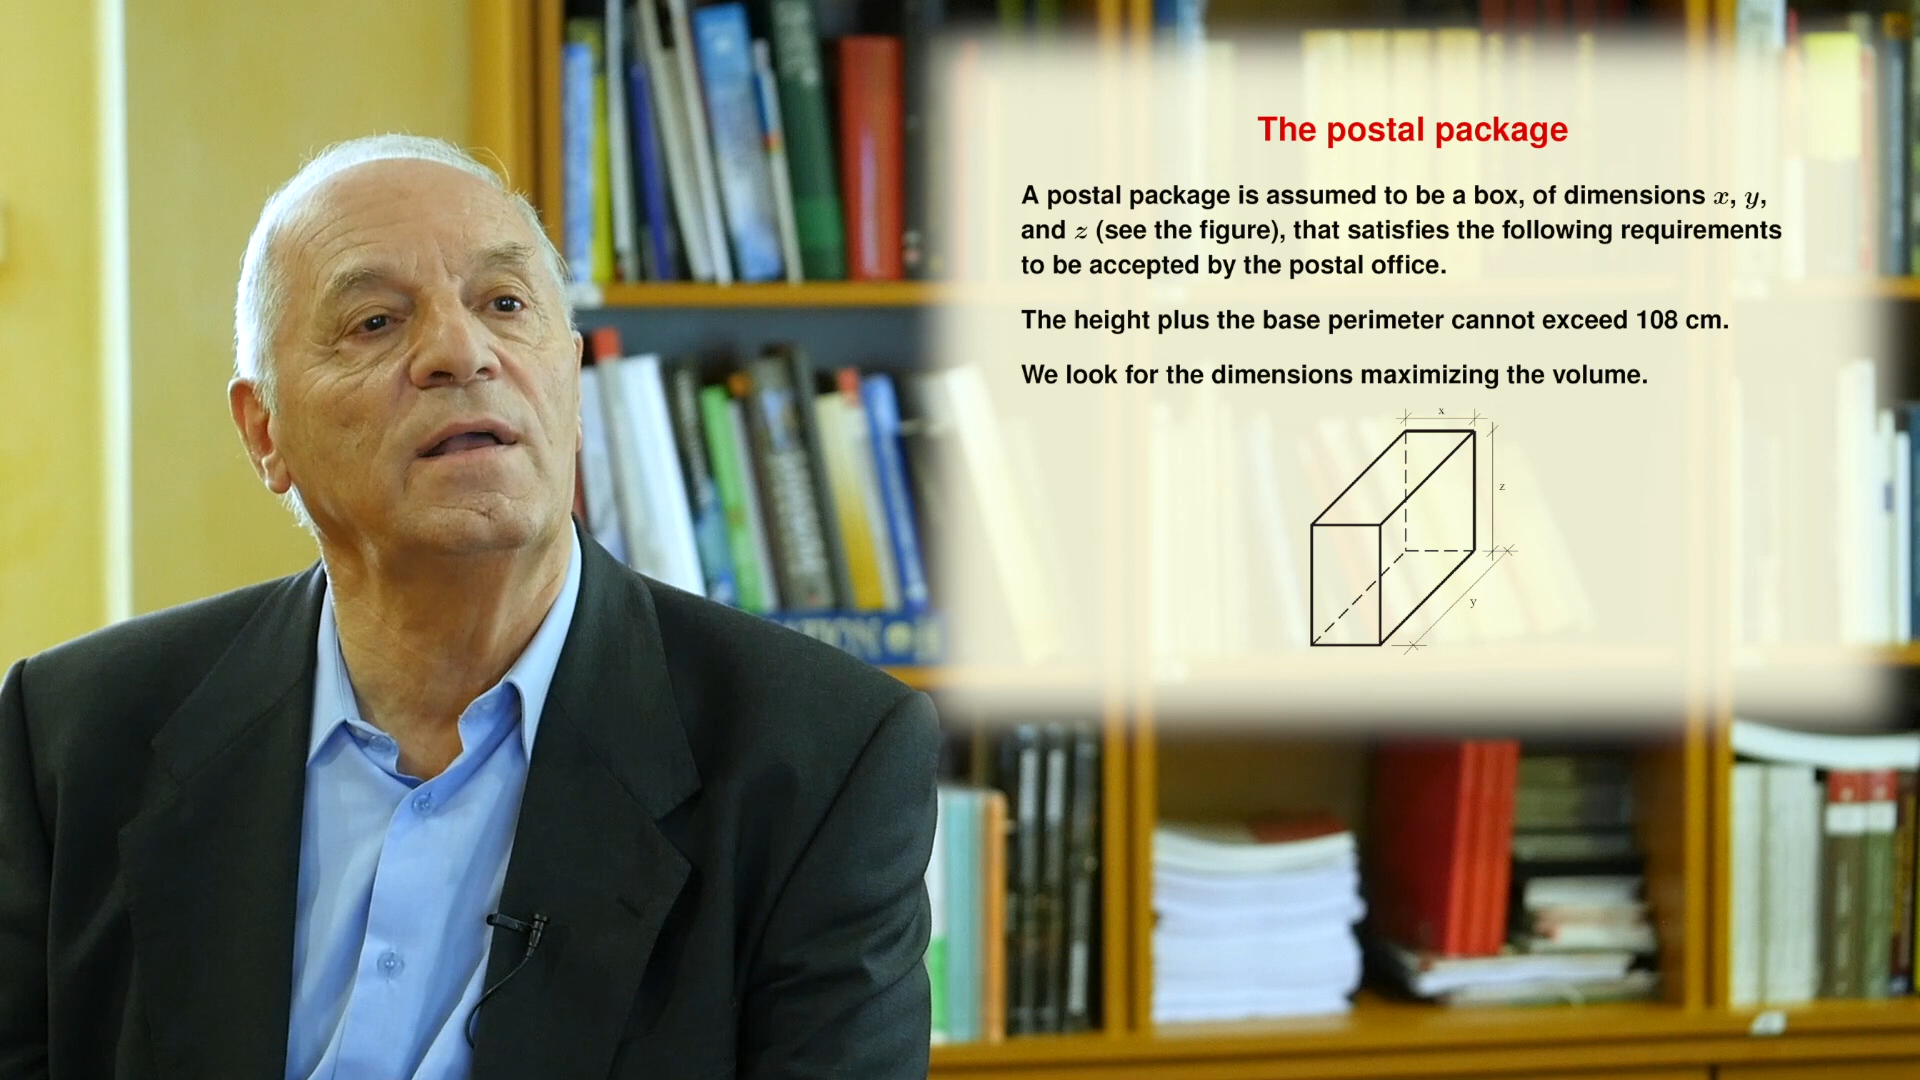 The postal package
A postal package is assumed to be a box, of dimensions x, y,
and z (see the figure), that satisfies the following requirements
to be accepted by the postal office.
The height plus the base perimeter cannot exceed 108 cm.
We look for the dimensions maximizing the volume.
x
z
y